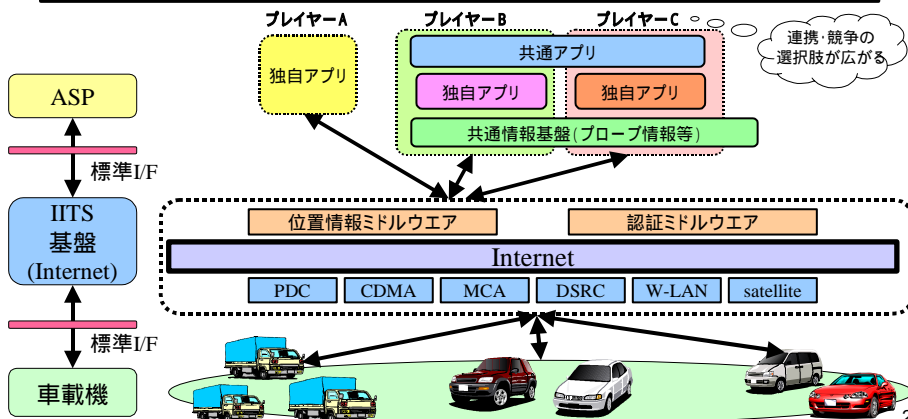 プレイヤーA
プレイヤーB
プレイヤーC
連携・競争の
選択肢が広がる
共通アプリ
独自アプリ
独自アプリ
独自アプリ
共通情報基盤(プローブ情報等)
ASP
標準I/F
IITS
基盤
(Internet)
標準I/F
車載機
位置情報ミドルウエア
認証ミドルウエア
Internet
PDC
CDMA
MCA
DSRC
W-LAN
satellite